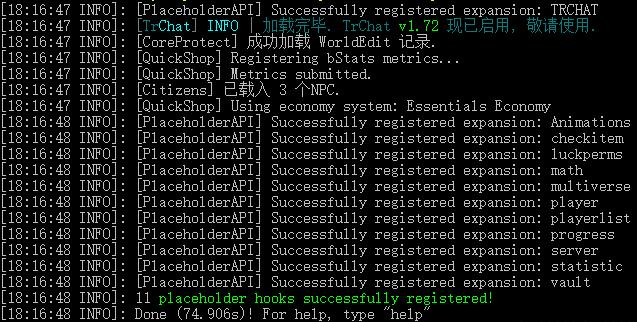 [18:16:47 INFO]: [PlaceholderAPI] Successfully registered expansion: TRCHAT
[18:16:47 INFO]: [TrChat] INFO | 加载完毕. TrChat v1.72 现已启用, 敬请使用.
[18:16:47 INFO]: [CoreProtect] 成功加载 WorldEdit 记录.
[18:16:47 INFO]: [QuickShop] Registering bStats metrics...
[18:16:47 INFO]: [QuickShop] Metrics submitted.
[18:16:47 INFO]: [Citizens] 已载入 3 个NPC.
[18:16:47 INFO]: [QuickShop] Using economy system: Essentials Economy
[18:16:48 INFO]: [PlaceholderAPI] Successfully registered expansion: Animations
[18:16:48 INFO]: [PlaceholderAPI] Successfully registered expansion: checkitem
[18:16:48 INFO]: [PlaceholderAPI] Successfully registered expansion: luckperms
[18:16:48 INFO]: [PlaceholderAPI] Successfully registered expansion: math
[18:16:48 INFO]: [PlaceholderAPI] Successfully registered expansion: multiverse
[18:16:48 INFO]: [PlaceholderAPI] Successfully registered expansion: player
[18:16:48 INFO]: [PlaceholderAPI] Successfully registered expansion: playerlist
[18:16:48 INFO]: [PlaceholderAPI] Successfully registered expansion: progress
[18:16:48 INFO]: [PlaceholderAPI] Successfully registered expansion: server
[18:16:48 INFO]: [PlaceholderAPI] Successfully registered expansion: statistic
[18:16:48 INFO]: [PlaceholderAPI] Successfully registered expansion: vault
[18:16:48 INFO]: 11 placeholder hooks successfully registered!
[18:16:48 INFO]: Done (74.906s)! For help, type "help"